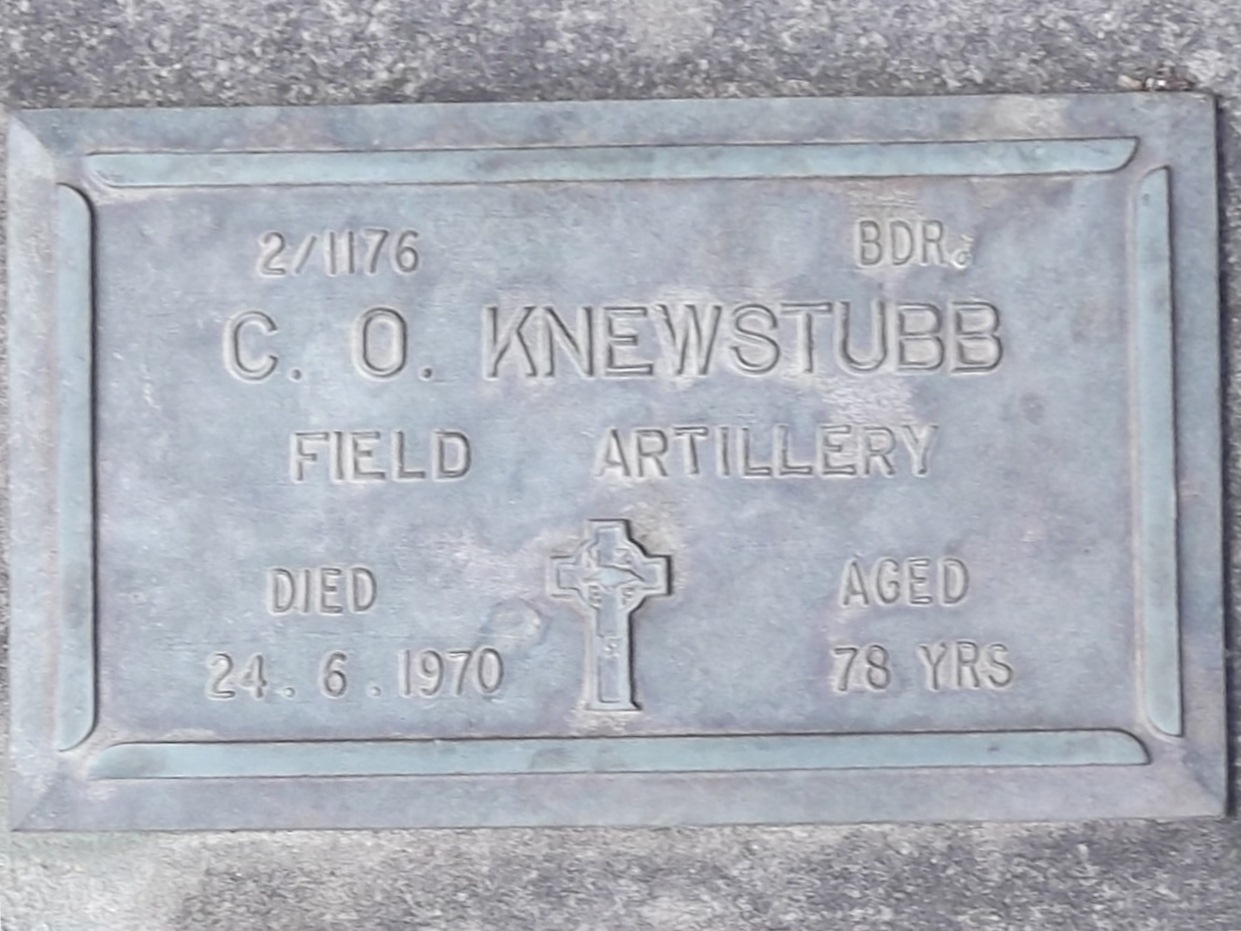 2/1176 BDR.
C. O. KNEWSTUBB
FIELD ARTILLERY
DIED AGED
24.6.1970 78 YRS